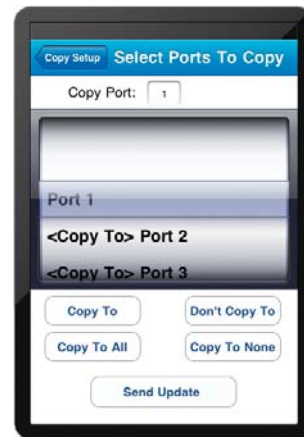 Copy Setup Select Ports To Copy
Copy Port: 1
Port 1
<Copy To> Port 2
<Copy To> Port 3
Copy To Don't Copy To
Copy To All Copy To None
Send Update